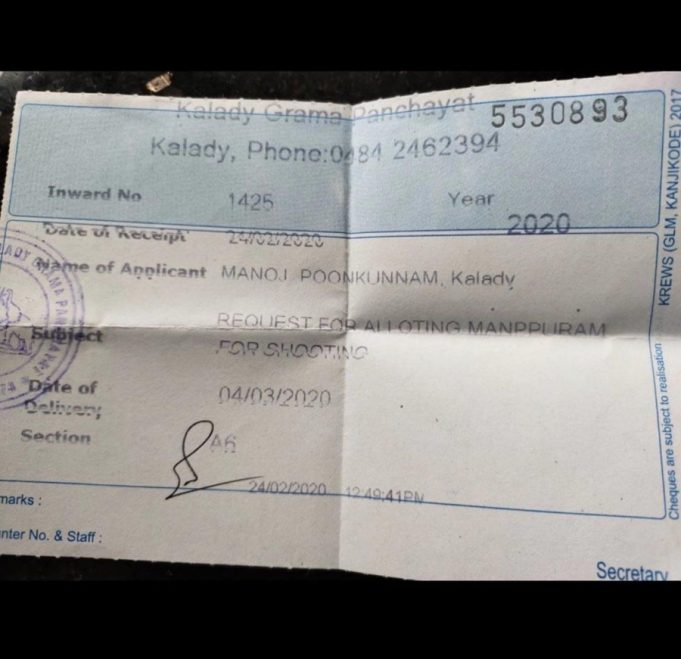 Kalady Grama Panchayat 5530893
Kalady, Phone:0484 2462394
Inward No 1425 Year 2020
Date of Receipt 24/02/2020
Name of Applicant MANOJ POONKUNNAM, Kalady
Subject REQUEST FOR ALLOTING MANPPURAM
FOR SHOOTING
Date of Delivery 04/03/2020
Section A6
24/02/2020 12:49:41PM
marks :
nter No. & Staff :
Secretary
Cheques are subject to realisation KREWS (GLM, KANJIKODE) 2017